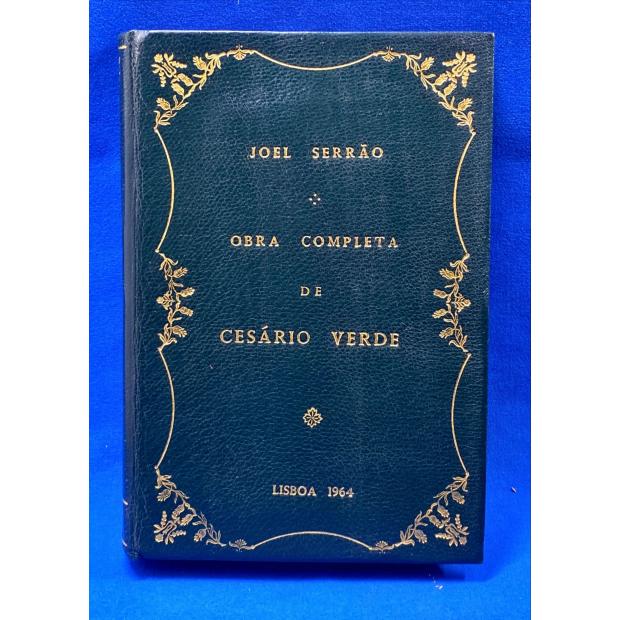 JOEL SERRÃO
OBRA COMPLETA
DE
CESÁRIO VERDE
LISBOA 1964